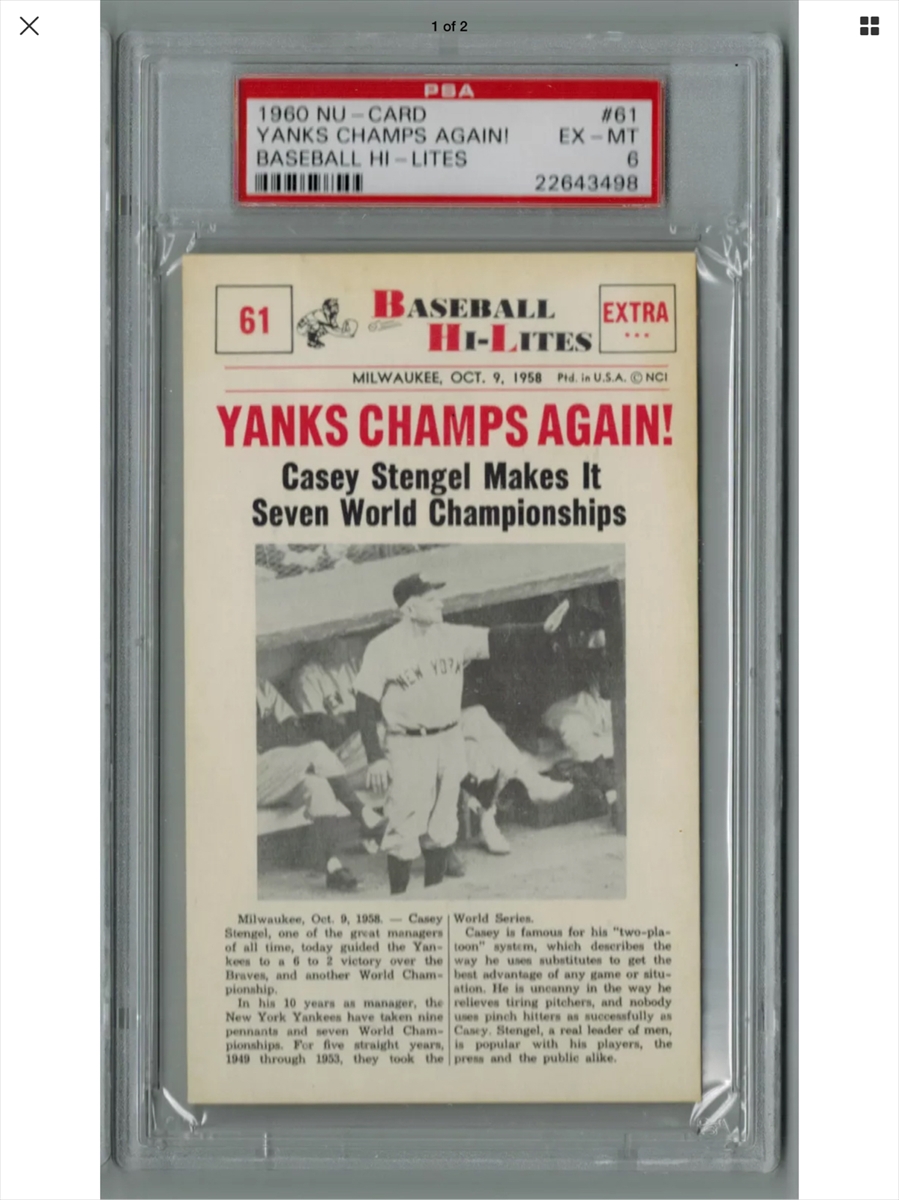 1 of 2
PSA
1960 NU-CARD #61
YANKS CHAMPS AGAIN! EX-MT
BASEBALL HI-LITES 6
22643498
61
BASEBALL
HI-LITES
EXTRA
...
MILWAUKEE, OCT. 9, 1958 Ptd. in U.S.A. © NCI
YANKS CHAMPS AGAIN!
Casey Stengel Makes It
Seven World Championships
NEW YORK
Milwaukee, Oct. 9, 1958. — Casey
Stengel, one of the great managers
of all time, today guided the Yan-
kees to a 6 to 2 victory over the
Braves, and another World Cham-
pionship.
In his 10 years as manager, the
New York Yankees have taken nine
pennants and seven World Cham-
pionships. For five straight years,
1949 through 1953, they took the
World Series.
Casey is famous for his "two-pla-
toon" system, which describes the
way he uses substitutes to get the
best advantage of any game or situ-
ation. He is uncanny in the way he
relieves tiring pitchers, and nobody
uses pinch hitters as successfully as
Casey. Stengel, a real leader of men,
is popular with his players, the
press and the public alike.